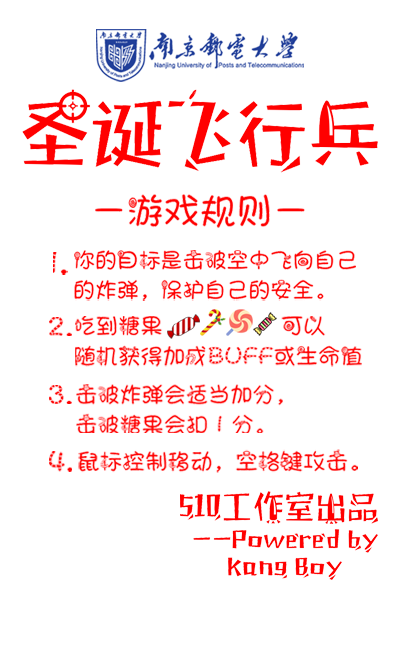 南京邮电大学
Nanjing University of Posts and Telecommunications
圣诞飞行兵
—游戏规则—
1.你的目标是击破空中飞向自己
的炸弹，保护自己的安全。
2.吃到糖果 可以
随机获得加成BUFF或生命值
3.击破炸弹会适当加分，
击破糖果会扣1分。
4.鼠标控制移动，空格键攻击。
510工作室出品
——Powered by
Kang Boy